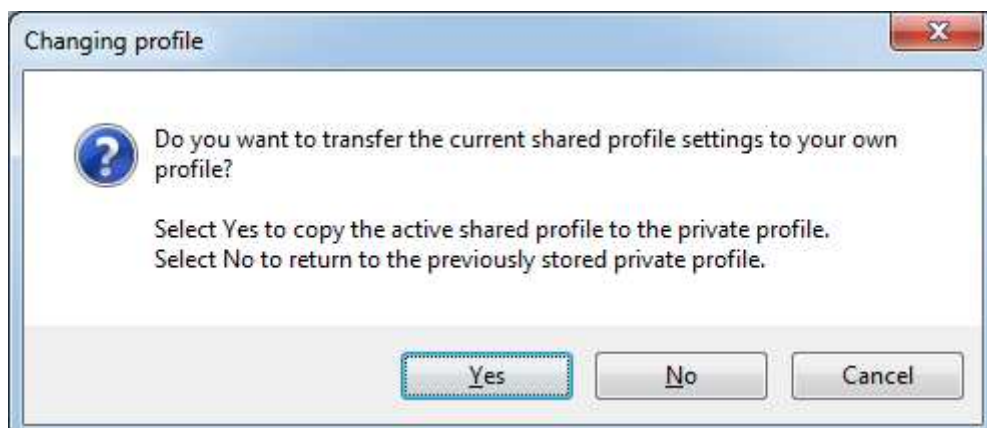 Changing profile
Do you want to transfer the current shared profile settings to your own
profile?
Select Yes to copy the active shared profile to the private profile.
Select No to return to the previously stored private profile.
Yes No Cancel